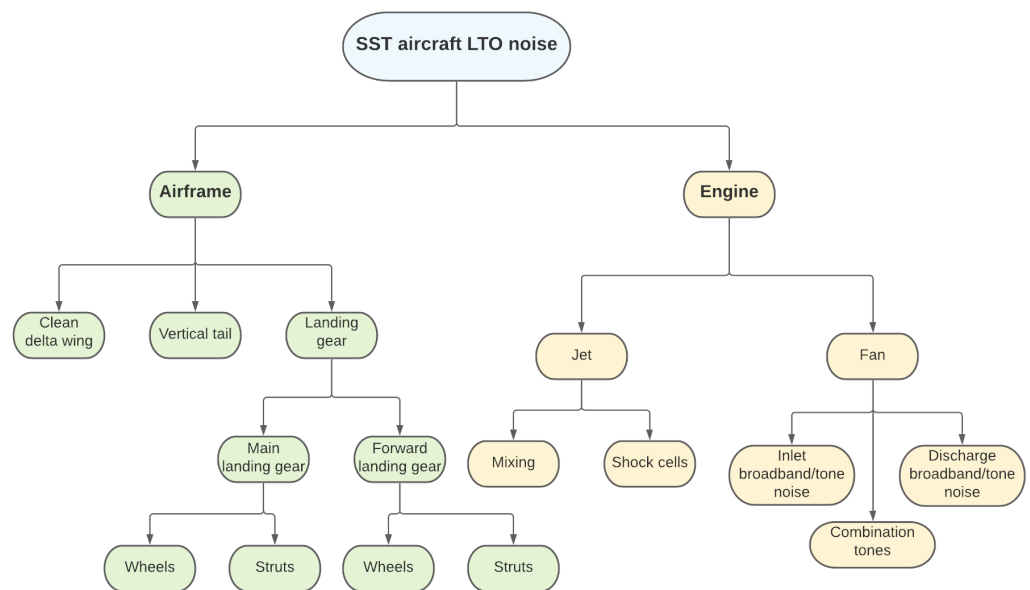 SST aircraft LTO noise
Airframe
Engine
Clean
delta wing
Vertical tail
Landing
gear
Jet
Fan
Main
landing gear
Forward
landing gear
Mixing
Shock cells
Inlet
broadband/tone
noise
Discharge
broadband/tone
noise
Combination
tones
Wheels
Struts
Wheels
Struts